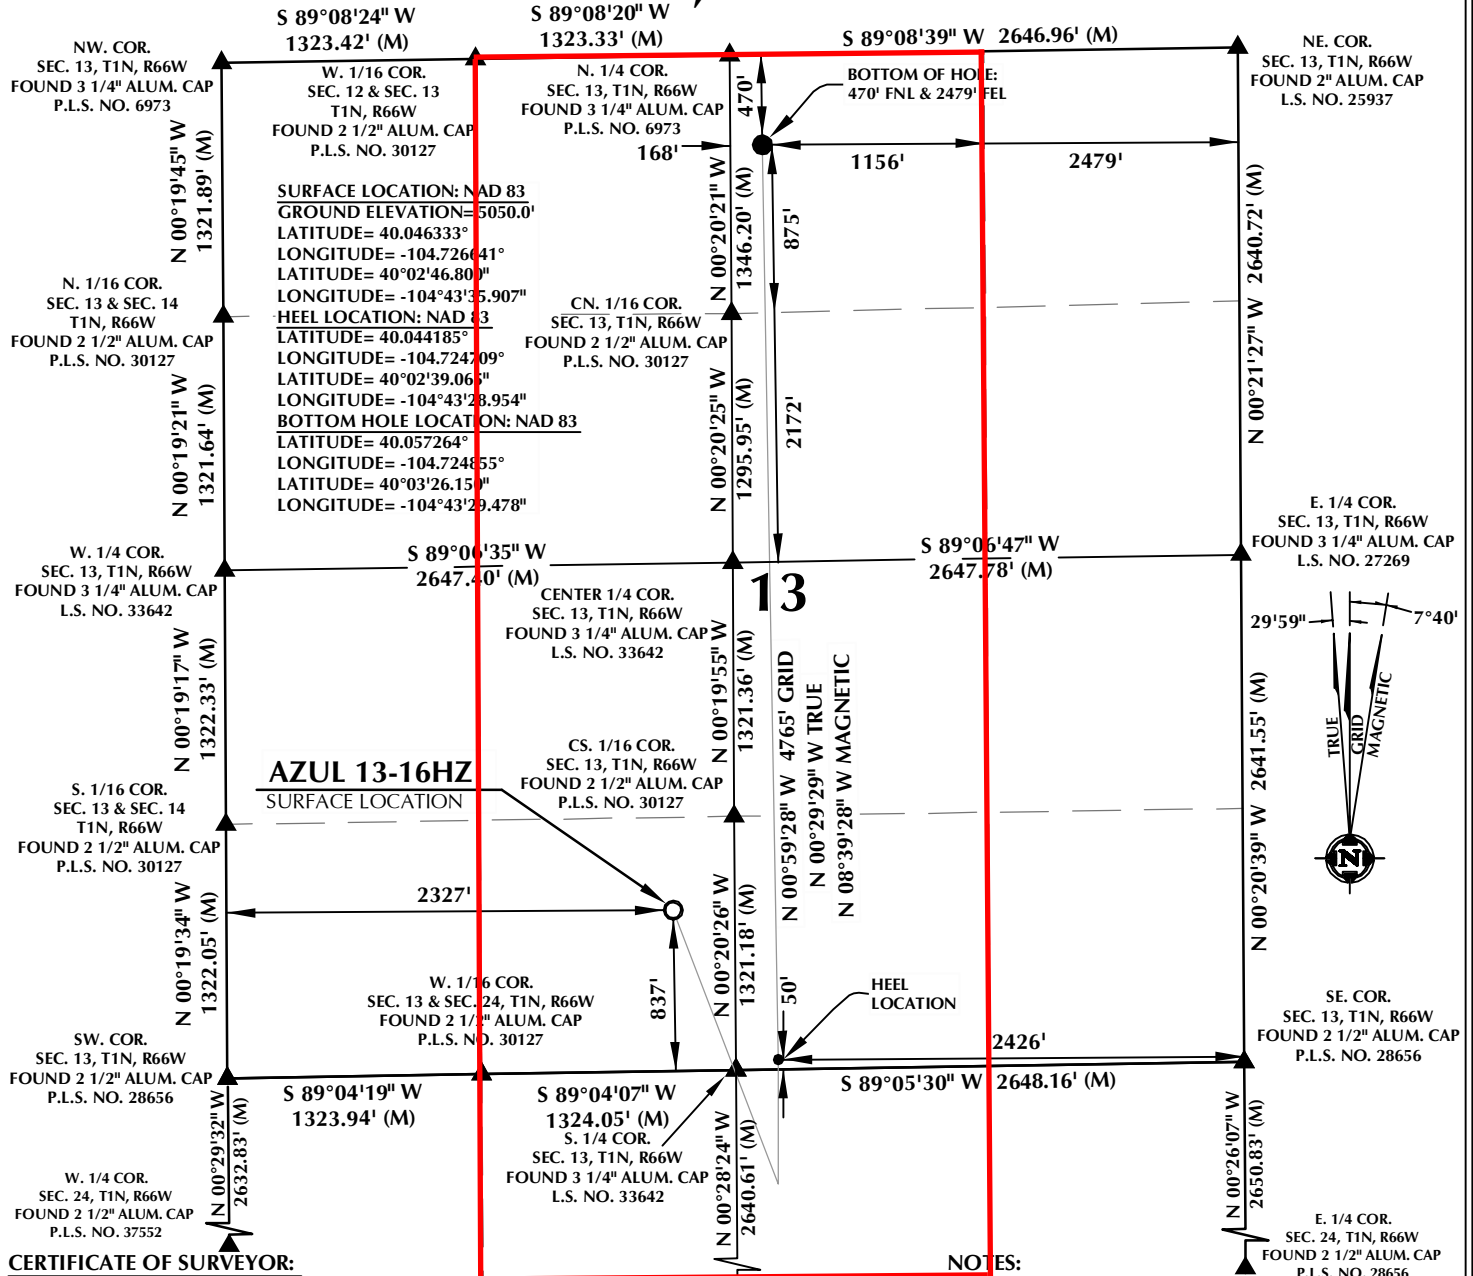 S 89°08'24" W
1323.42' (M)
S 89°08'20" W
1323.33' (M)
S 89°08'39" W 2646.96' (M)
NW. COR.
SEC. 13, T1N, R66W
FOUND 3 1/4" ALUM. CAP
P.L.S. NO. 6973
W. 1/16 COR.
SEC. 12 & SEC. 13
T1N, R66W
FOUND 2 1/2" ALUM. CAP
P.L.S. NO. 30127
N. 1/4 COR.
SEC. 13, T1N, R66W
FOUND 3 1/4" ALUM. CAP
P.L.S. NO. 6973
168'
470'
BOTTOM OF HOLE:
470' FNL & 2479' FEL
NE. COR.
SEC. 13, T1N, R66W
FOUND 2" ALUM. CAP
L.S. NO. 25937
1156'
2479'
N 00°19'45" W
1321.89' (M)
SURFACE LOCATION: NAD 83
GROUND ELEVATION= 5050.0'
LATITUDE= 40.046333°
LONGITUDE= -104.726641°
LATITUDE= 40°02'46.800"
LONGITUDE= -104°43'35.907"
HEEL LOCATION: NAD 83
LATITUDE= 40.044185°
LONGITUDE= -104.724709°
LATITUDE= 40°02'39.065"
LONGITUDE= -104°43'28.954"
BOTTOM HOLE LOCATION: NAD 83
LATITUDE= 40.057264°
LONGITUDE= -104.724855°
LATITUDE= 40°03'26.150"
LONGITUDE= -104°43'29.478"
N 00°20'21" W
1346.20' (M)
875'
N 00°21'27" W 2640.72' (M)
N. 1/16 COR.
SEC. 13 & SEC. 14
T1N, R66W
FOUND 2 1/2" ALUM. CAP
P.L.S. NO. 30127
CN. 1/16 COR.
SEC. 13, T1N, R66W
FOUND 2 1/2" ALUM. CAP
P.L.S. NO. 30127
N 00°19'21" W
1321.64' (M)
N 00°20'25" W
1295.95' (M)
2172'
E. 1/4 COR.
SEC. 13, T1N, R66W
FOUND 3 1/4" ALUM. CAP
L.S. NO. 27269
W. 1/4 COR.
SEC. 13, T1N, R66W
FOUND 3 1/4" ALUM. CAP
L.S. NO. 33642
S 89°06'35" W
2647.40' (M)
S 89°06'47" W
2647.78' (M)
13
CENTER 1/4 COR.
SEC. 13, T1N, R66W
FOUND 3 1/4" ALUM. CAP
L.S. NO. 33642
29'59"
7°40'
TRUE
GRID
MAGNETIC
N
N 00°19'17" W
1322.33' (M)
N 00°19'55" W
1321.36' (M)
N 00°59'28" W 4765' GRID
N 00°29'29" W TRUE
N 08°39'28" W MAGNETIC
N 00°20'39" W 2641.55' (M)
AZUL 13-16HZ
SURFACE LOCATION
CS. 1/16 COR.
SEC. 13, T1N, R66W
FOUND 2 1/2" ALUM. CAP
P.L.S. NO. 30127
S. 1/16 COR.
SEC. 13 & SEC. 14
T1N, R66W
FOUND 2 1/2" ALUM. CAP
P.L.S. NO. 30127
2327'
N 00°19'34" W
1322.05' (M)
837'
N 00°20'26" W
1321.18' (M)
50'
HEEL
LOCATION
2426'
W. 1/16 COR.
SEC. 13 & SEC. 24, T1N, R66W
FOUND 2 1/2" ALUM. CAP
P.L.S. NO. 30127
SE. COR.
SEC. 13, T1N, R66W
FOUND 2 1/2" ALUM. CAP
P.L.S. NO. 28656
SW. COR.
SEC. 13, T1N, R66W
FOUND 2 1/2" ALUM. CAP
P.L.S. NO. 28656
S 89°04'19" W
1323.94' (M)
S 89°04'07" W
1324.05' (M)
S 89°05'30" W 2648.16' (M)
S. 1/4 COR.
SEC. 13, T1N, R66W
FOUND 3 1/4" ALUM. CAP
L.S. NO. 33642
N 00°29'32" W
2632.83' (M)
N 00°28'24" W
2640.61' (M)
N 00°26'07" W
2650.83' (M)
W. 1/4 COR.
SEC. 24, T1N, R66W
FOUND 2 1/2" ALUM. CAP
P.L.S. NO. 37552
E. 1/4 COR.
SEC. 24, T1N, R66W
FOUND 2 1/2" ALUM. CAP
P.L.S. NO. 28656
CERTIFICATE OF SURVEYOR:
NOTES: